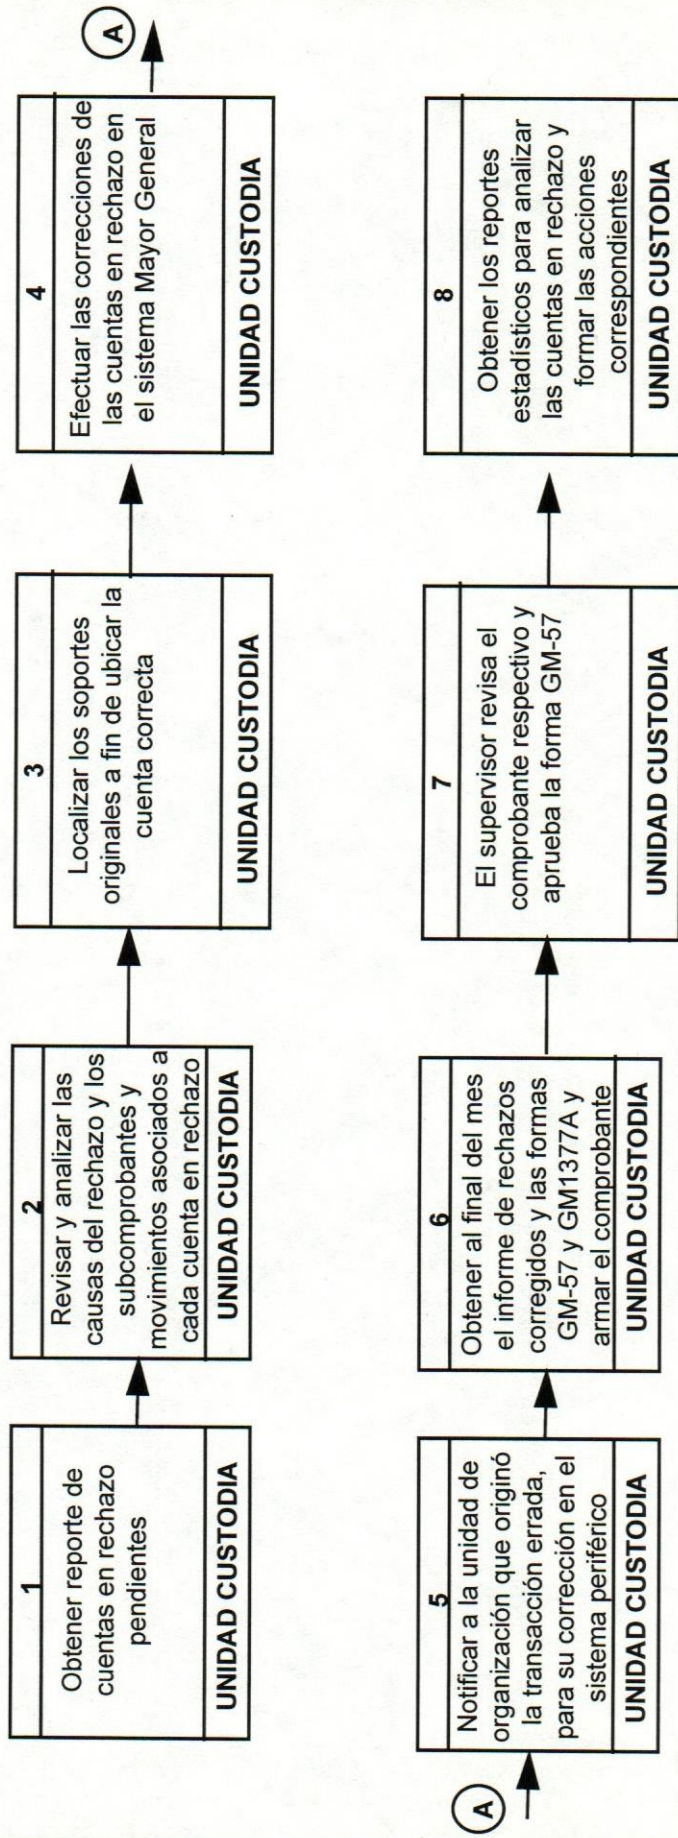 1
Obtener reporte de
cuentas en rechazo
pendientes
UNIDAD CUSTODIA
2
Revisar y analizar las
causas del rechazo y los
subcomprobantes y
movimientos asociados a
cada cuenta en rechazo
UNIDAD CUSTODIA
3
Localizar los soportes
originales a fin de ubicar la
cuenta correcta
UNIDAD CUSTODIA
4
Efectuar las correcciones de
las cuentas en rechazo en
el sistema Mayor General
UNIDAD CUSTODIA
A
A
5
Notificar a la unidad de
organización que originó
la transacción errada,
para su corrección en el
sistema periférico
UNIDAD CUSTODIA
6
Obtener al final del mes
el informe de rechazos
corregidos y las formas
GM-57 y GM1377A y
armar el comprobante
UNIDAD CUSTODIA
7
El supervisor revisa el
comprobante respectivo y
aprueba la forma GM-57
UNIDAD CUSTODIA
8
Obtener los reportes
estadísticos para analizar
las cuentas en rechazo y
formar las acciones
correspondientes
UNIDAD CUSTODIA